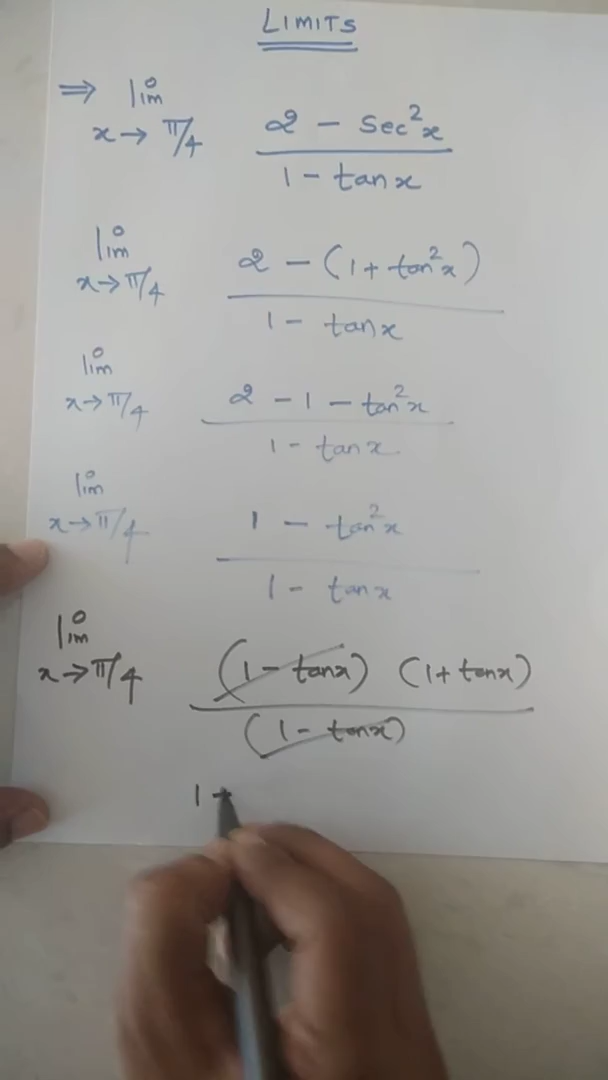 LIMITS
⇒ lim x→π/4 2 - sec²x / 1 - tanx
lim x→π/4 2 - (1 + tan²x) / 1 - tanx
lim x→π/4 2 - 1 - tan²x / 1 - tanx
lim x→π/4 1 - tan²x / 1 - tanx
lim x→π/4 (1 - tanx) (1 + tanx) / (1 - tanx)
1 +